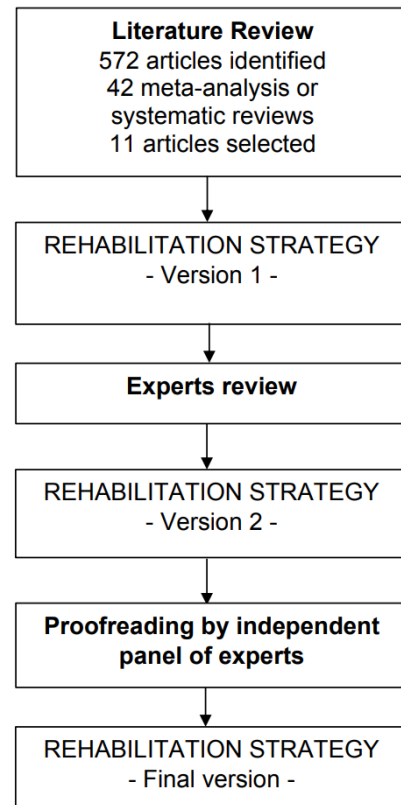 Literature Review
572 articles identified
42 meta-analysis or
systematic reviews
11 articles selected
REHABILITATION STRATEGY
- Version 1 -
Experts review
REHABILITATION STRATEGY
- Version 2 -
Proofreading by independent
panel of experts
REHABILITATION STRATEGY
- Final version -